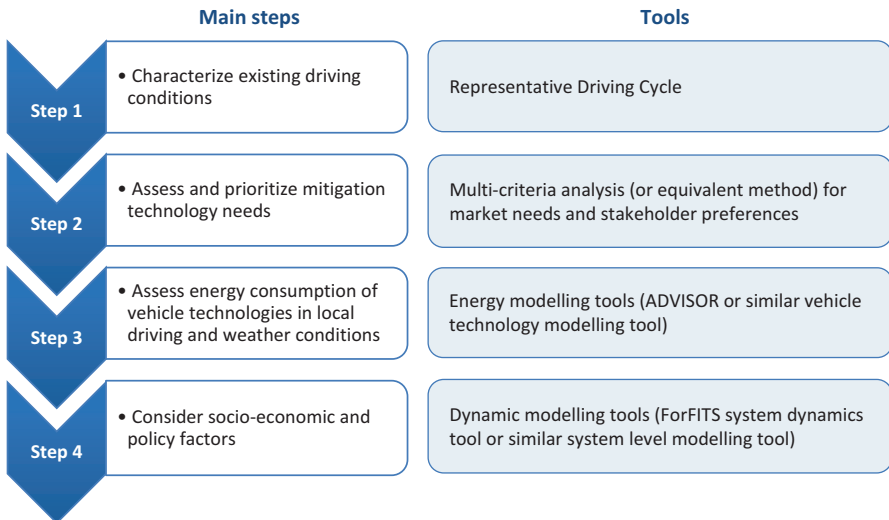 Main steps
Tools
Step 1
• Characterize existing driving
conditions
Representative Driving Cycle
Step 2
• Assess and prioritize mitigation
technology needs
Multi-criteria analysis (or equivalent method) for
market needs and stakeholder preferences
Step 3
• Assess energy consumption of
vehicle technologies in local
driving and weather conditions
Energy modelling tools (ADVISOR or similar vehicle
technology modelling tool)
Step 4
• Consider socio-economic and
policy factors
Dynamic modelling tools (ForFITS system dynamics
tool or similar system level modelling tool)